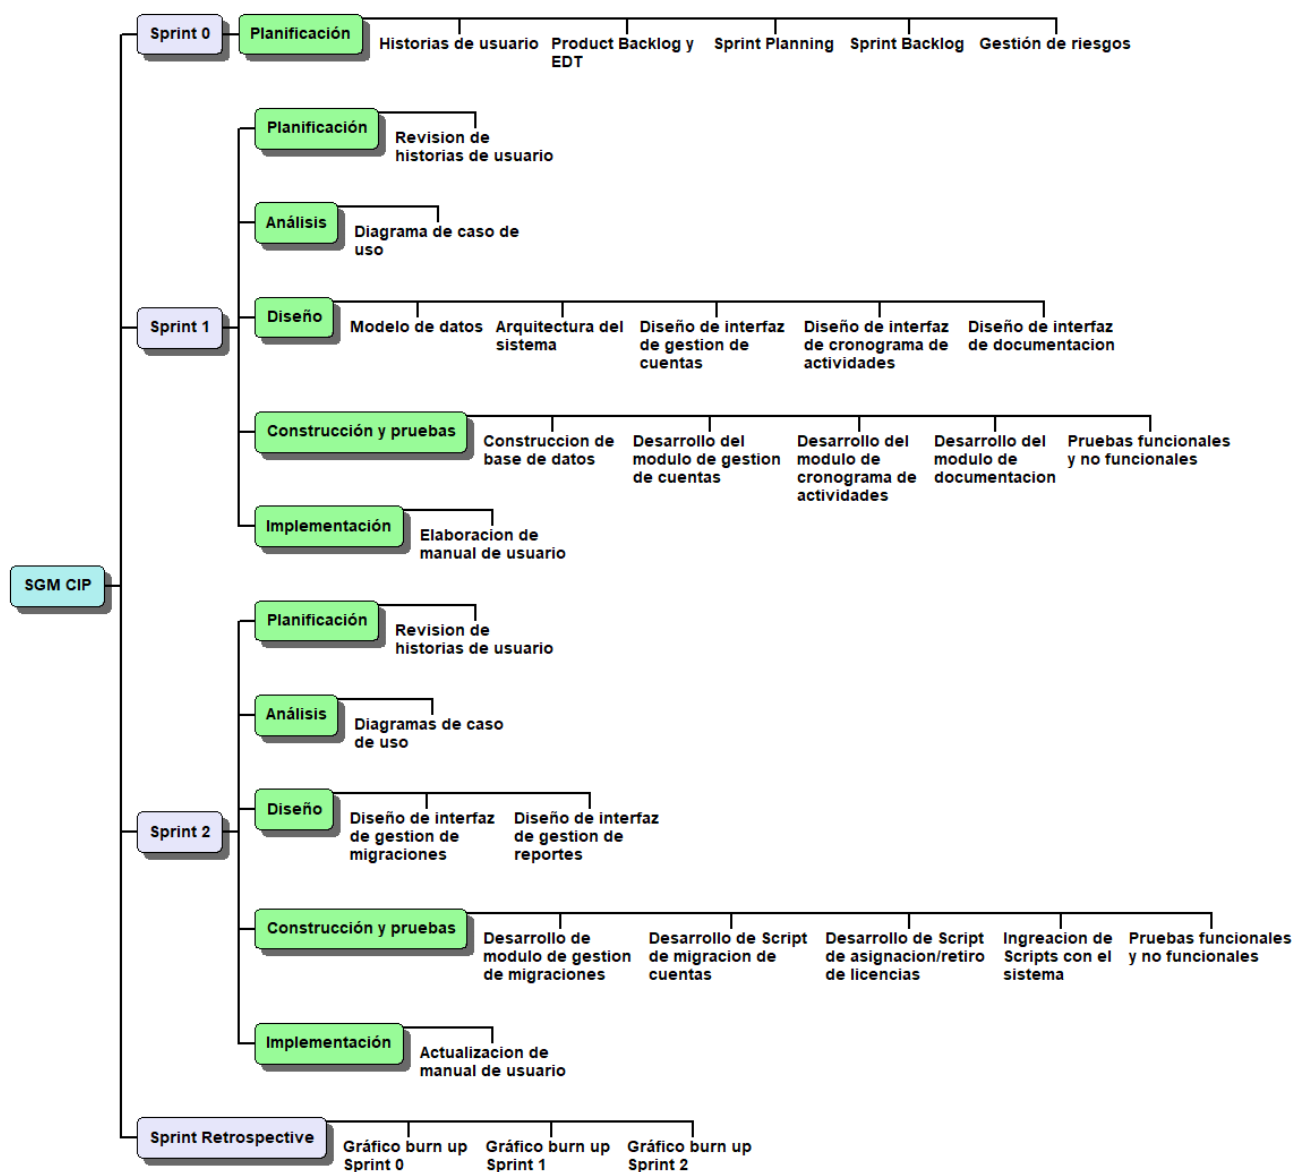 Sprint 0
Planificación
Historias de usuario
Product Backlog y
EDT
Sprint Planning
Sprint Backlog
Gestión de riesgos
Planificación
Revision de
historias de usuario
Análisis
Diagrama de caso de
uso
Sprint 1
Diseño
Modelo de datos
Arquitectura del
sistema
Diseño de interfaz
de gestion de
cuentas
Diseño de interfaz
de cronograma de
actividades
Diseño de interfaz
de documentacion
Construcción y pruebas
Construccion de
base de datos
Desarrollo del
modulo de gestion
de cuentas
Desarrollo del
modulo de
cronograma de
actividades
Desarrollo del
modulo de
documentacion
Pruebas funcionales
y no funcionales
Implementación
Elaboracion de
manual de usuario
SGM CIP
Planificación
Revision de
historias de usuario
Análisis
Diagramas de caso
de uso
Sprint 2
Diseño
Diseño de interfaz
de gestion de
migraciones
Diseño de interfaz
de gestion de
reportes
Construcción y pruebas
Desarrollo de
modulo de gestion
de migraciones
Desarrollo de Script
de migracion de
cuentas
Desarrollo de Script
de asignacion/retiro
de licencias
Ingreacion de
Scripts con el
sistema
Pruebas funcionales
y no funcionales
Implementación
Actualizacion de
manual de usuario
Sprint Retrospective
Gráfico burn up
Sprint 0
Gráfico burn up
Sprint 1
Gráfico burn up
Sprint 2